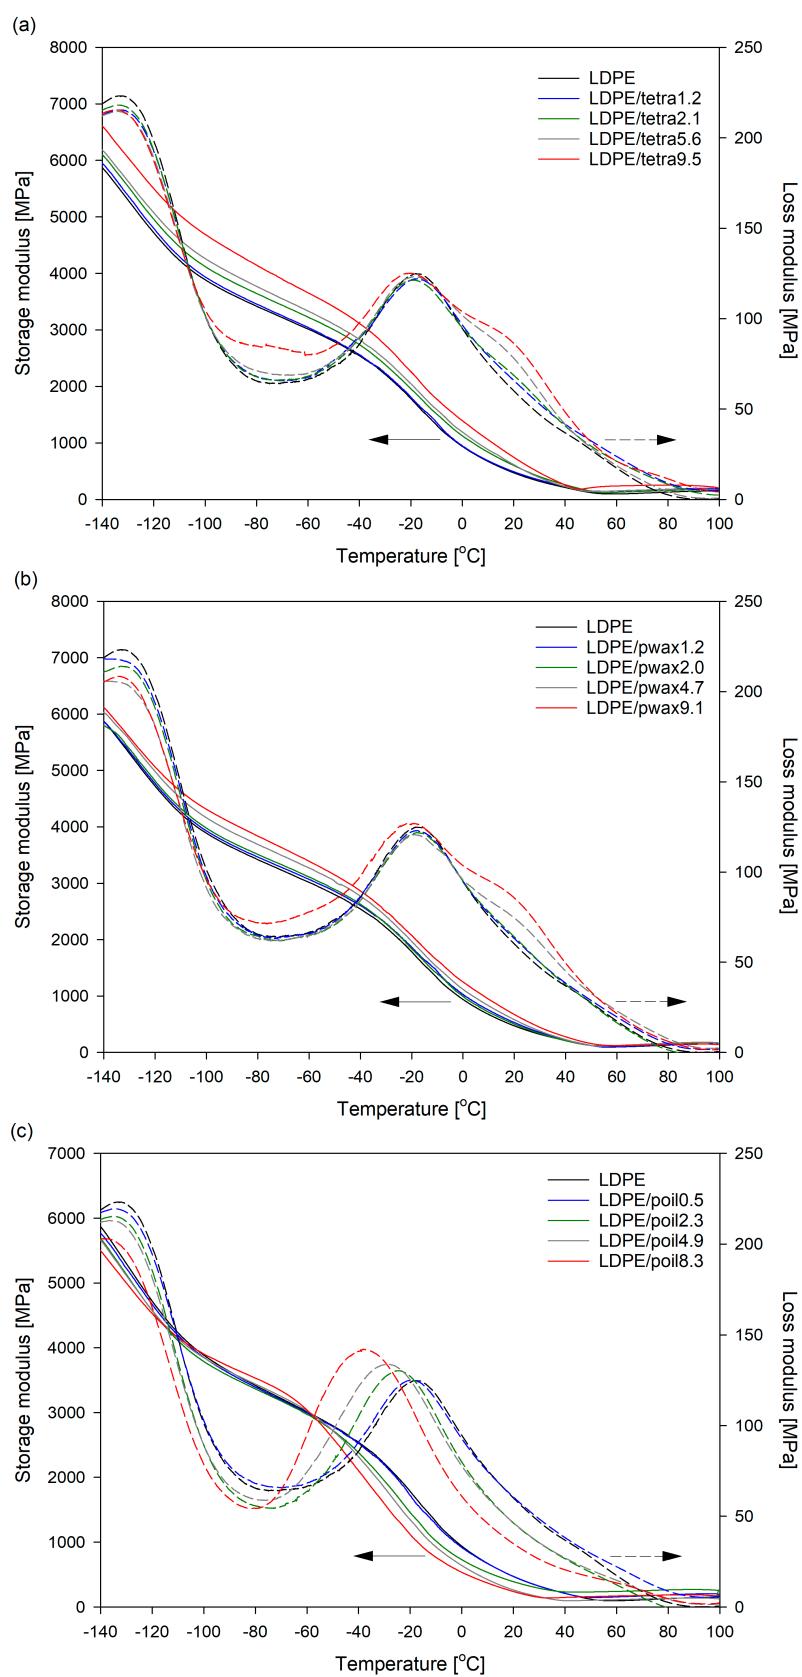 (a)
8000
7000
6000
5000
4000
3000
2000
1000
0
Storage modulus [MPa]
250
200
150
100
50
0
Loss modulus [MPa]
LDPE
LDPE/tetra1.2
LDPE/tetra2.1
LDPE/tetra5.6
LDPE/tetra9.5
-140 -120 -100 -80 -60 -40 -20 0 20 40 60 80 100
Temperature [°C]
(b)
8000
7000
6000
5000
4000
3000
2000
1000
0
Storage modulus [MPa]
250
200
150
100
50
0
Loss modulus [MPa]
LDPE
LDPE/pwax1.2
LDPE/pwax2.0
LDPE/pwax4.7
LDPE/pwax9.1
-140 -120 -100 -80 -60 -40 -20 0 20 40 60 80 100
Temperature [°C]
(c)
7000
6000
5000
4000
3000
2000
1000
0
Storage modulus [MPa]
250
200
150
100
50
0
Loss modulus [MPa]
LDPE
LDPE/poil0.5
LDPE/poil2.3
LDPE/poil4.9
LDPE/poil8.3
-140 -120 -100 -80 -60 -40 -20 0 20 40 60 80 100
Temperature [°C]